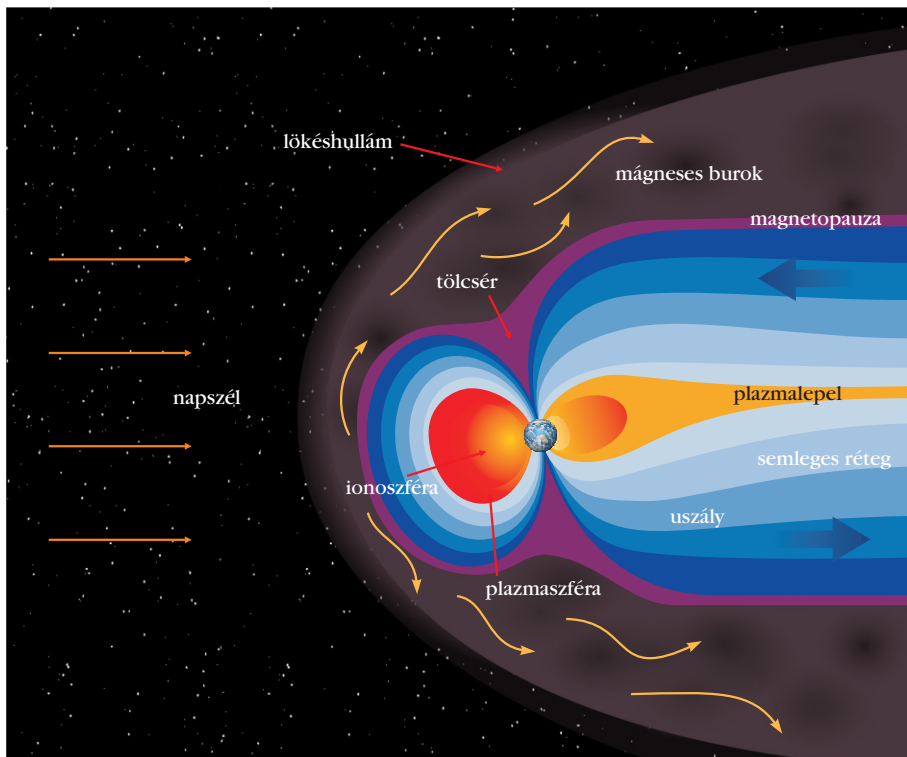 lökéshullám
mágneses burok
magnetopauza
tölcsér
napszél
plazmalepel
semleges réteg
ionoszféra
uszály
plazmaszféra